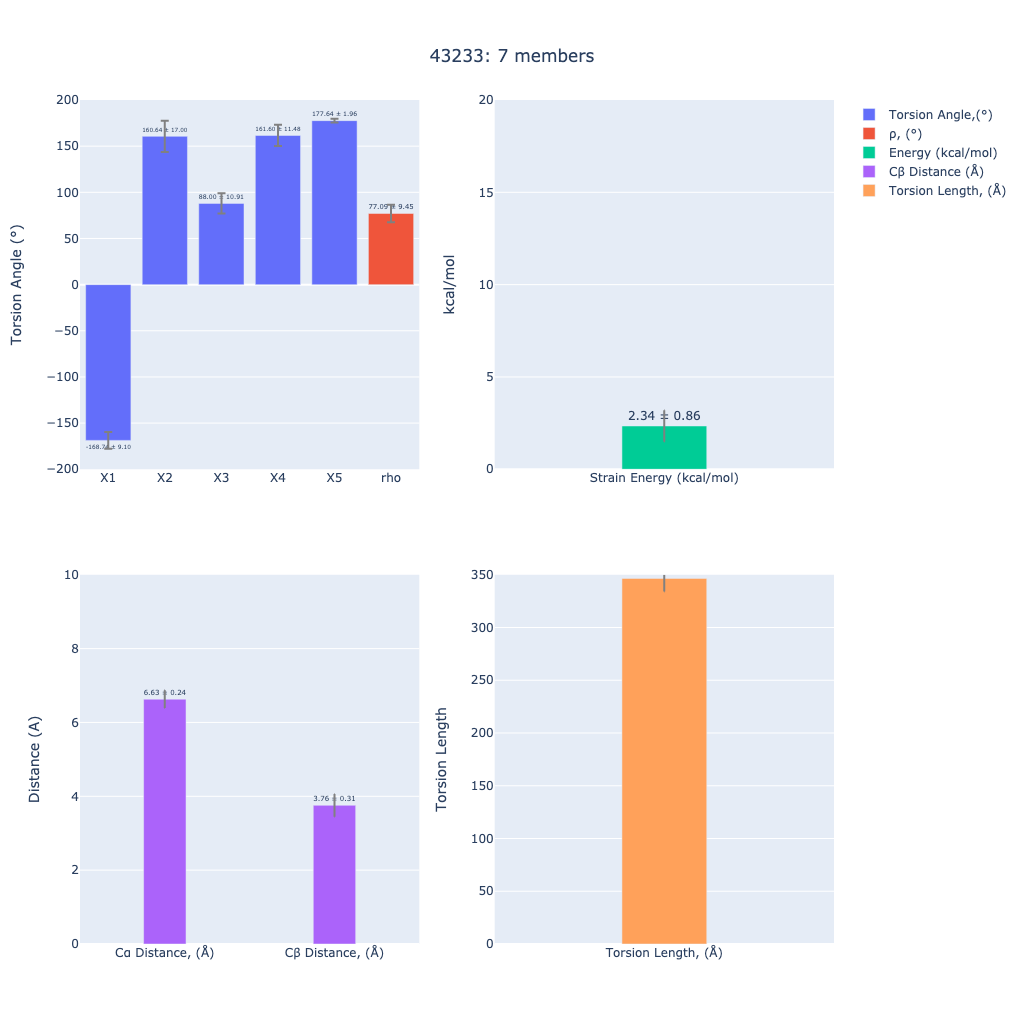 43233: 7 members
200
150
100
50
0
−50
−100
−150
−200
Torsion Angle (°)
160.64 ± 17.00
88.00 ± 10.91
161.60 ± 11.48
177.64 ± 1.96
77.09 ± 9.45
± 9.10
X1 X2 X3 X4 X5 rho
20
15
10
5
0
kcal/mol
2.34 ± 0.86
Strain Energy (kcal/mol)
Torsion Angle,(°)
ρ, (°)
Energy (kcal/mol)
Cβ Distance (Å)
Torsion Length, (Å)
10
8
6
4
2
0
Distance (A)
6.63 ± 0.24
3.76 ± 0.31
Cα Distance, (Å) Cβ Distance, (Å)
350
300
250
200
150
100
50
0
Torsion Length
Torsion Length, (Å)